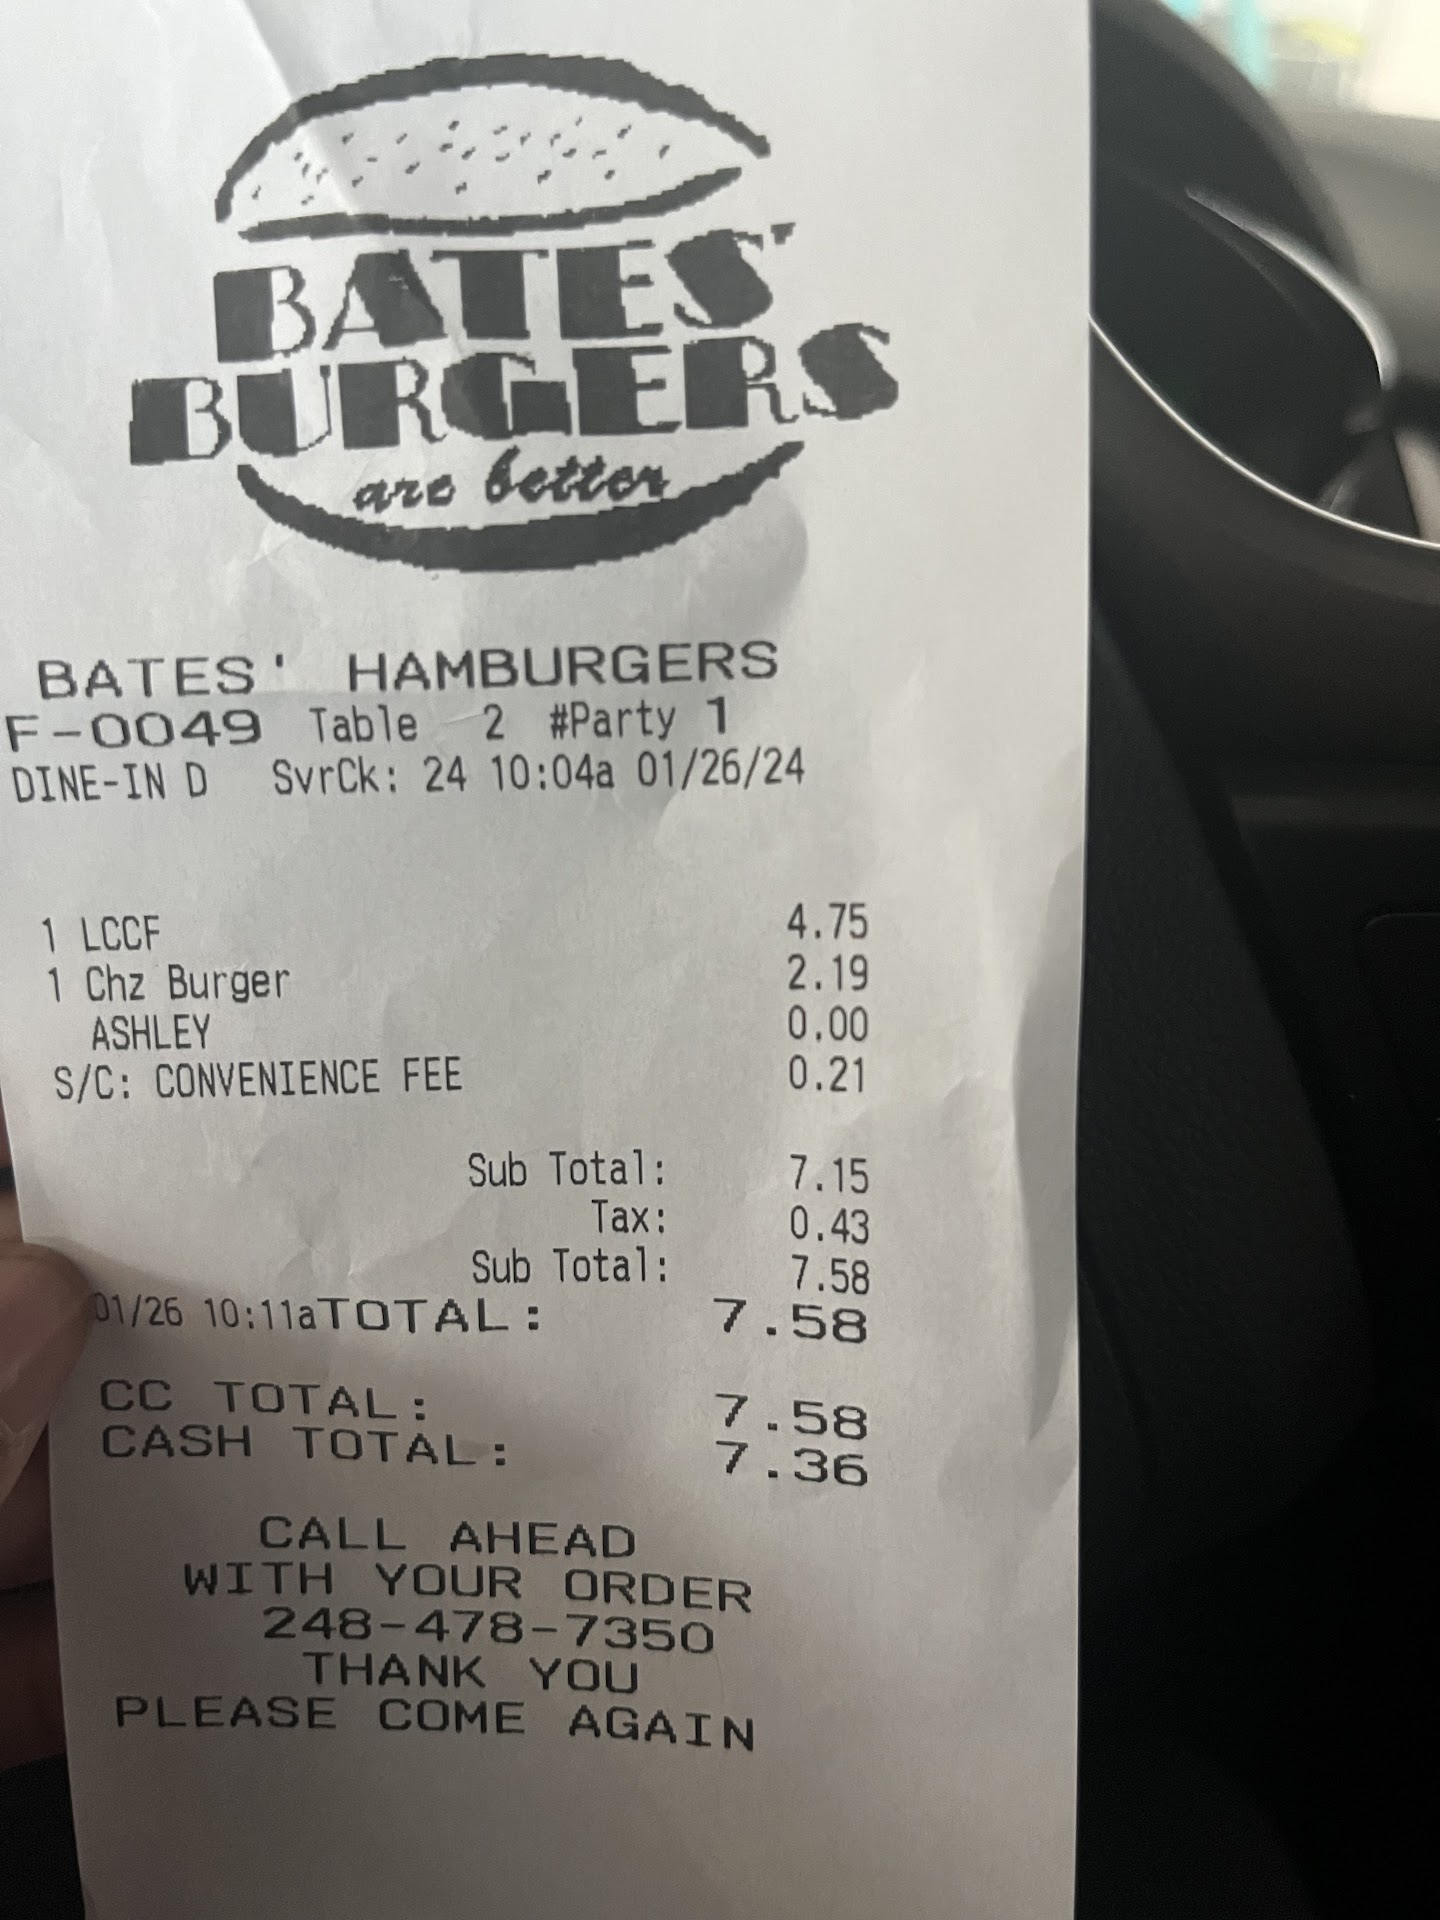 BATES'
BURGERS
are better
BATES' HAMBURGERS
F-0049 Table 2 #Party 1
DINE-IN D SvrCk: 24 10:04a 01/26/24
1 LCCF 4.75
1 Chz Burger 2.19
ASHLEY 0.00
S/C: CONVENIENCE FEE 0.21
Sub Total: 7.15
Tax: 0.43
Sub Total: 7.58
01/26 10:11aTOTAL: 7.58
CC TOTAL: 7.58
CASH TOTAL: 7.36
CALL AHEAD
WITH YOUR ORDER
248-478-7350
THANK YOU
PLEASE COME AGAIN